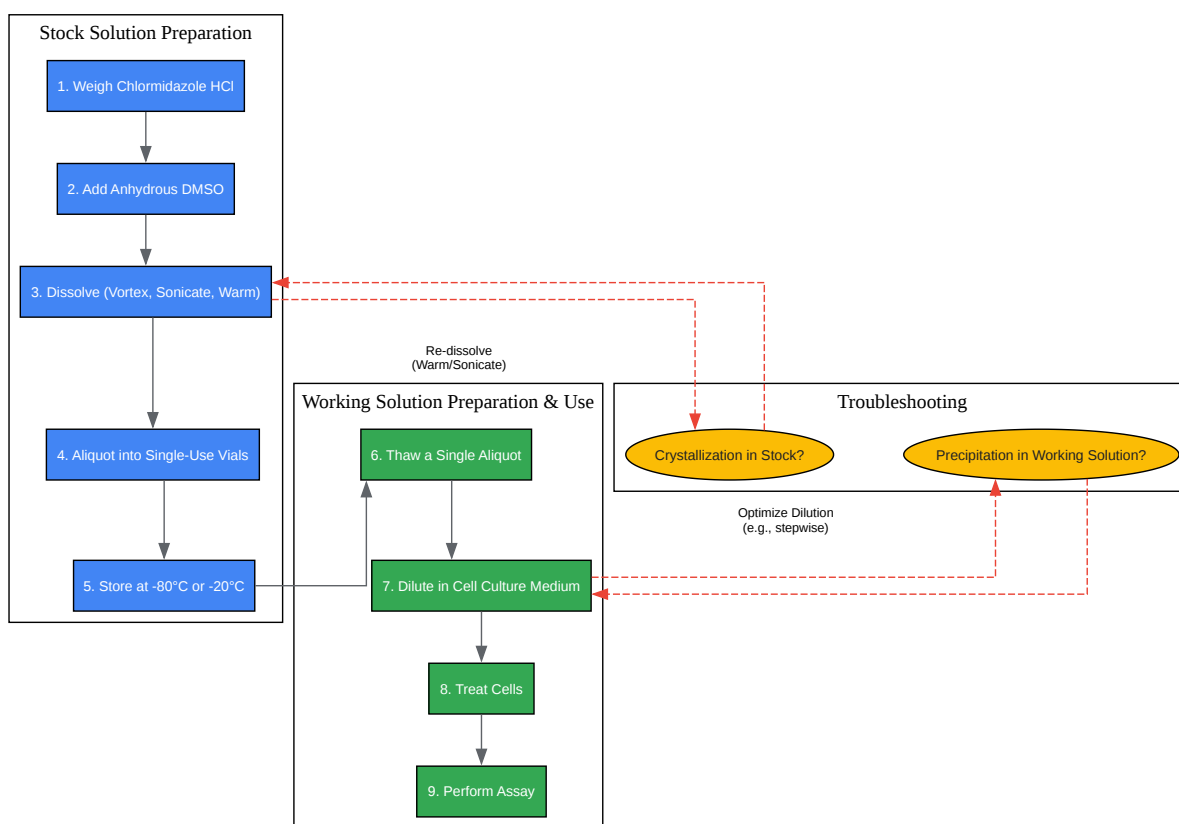 Stock Solution Preparation
1. Weigh Chlormidazole HCl
2. Add Anhydrous DMSO
3. Dissolve (Vortex, Sonicate, Warm)
4. Aliquot into Single-Use Vials
5. Store at -80°C or -20°C
Re-dissolve
(Warm/Sonicate)
Working Solution Preparation & Use
6. Thaw a Single Aliquot
7. Dilute in Cell Culture Medium
8. Treat Cells
9. Perform Assay
Troubleshooting
Crystallization in Stock?
Precipitation in Working Solution?
Optimize Dilution
(e.g., stepwise)